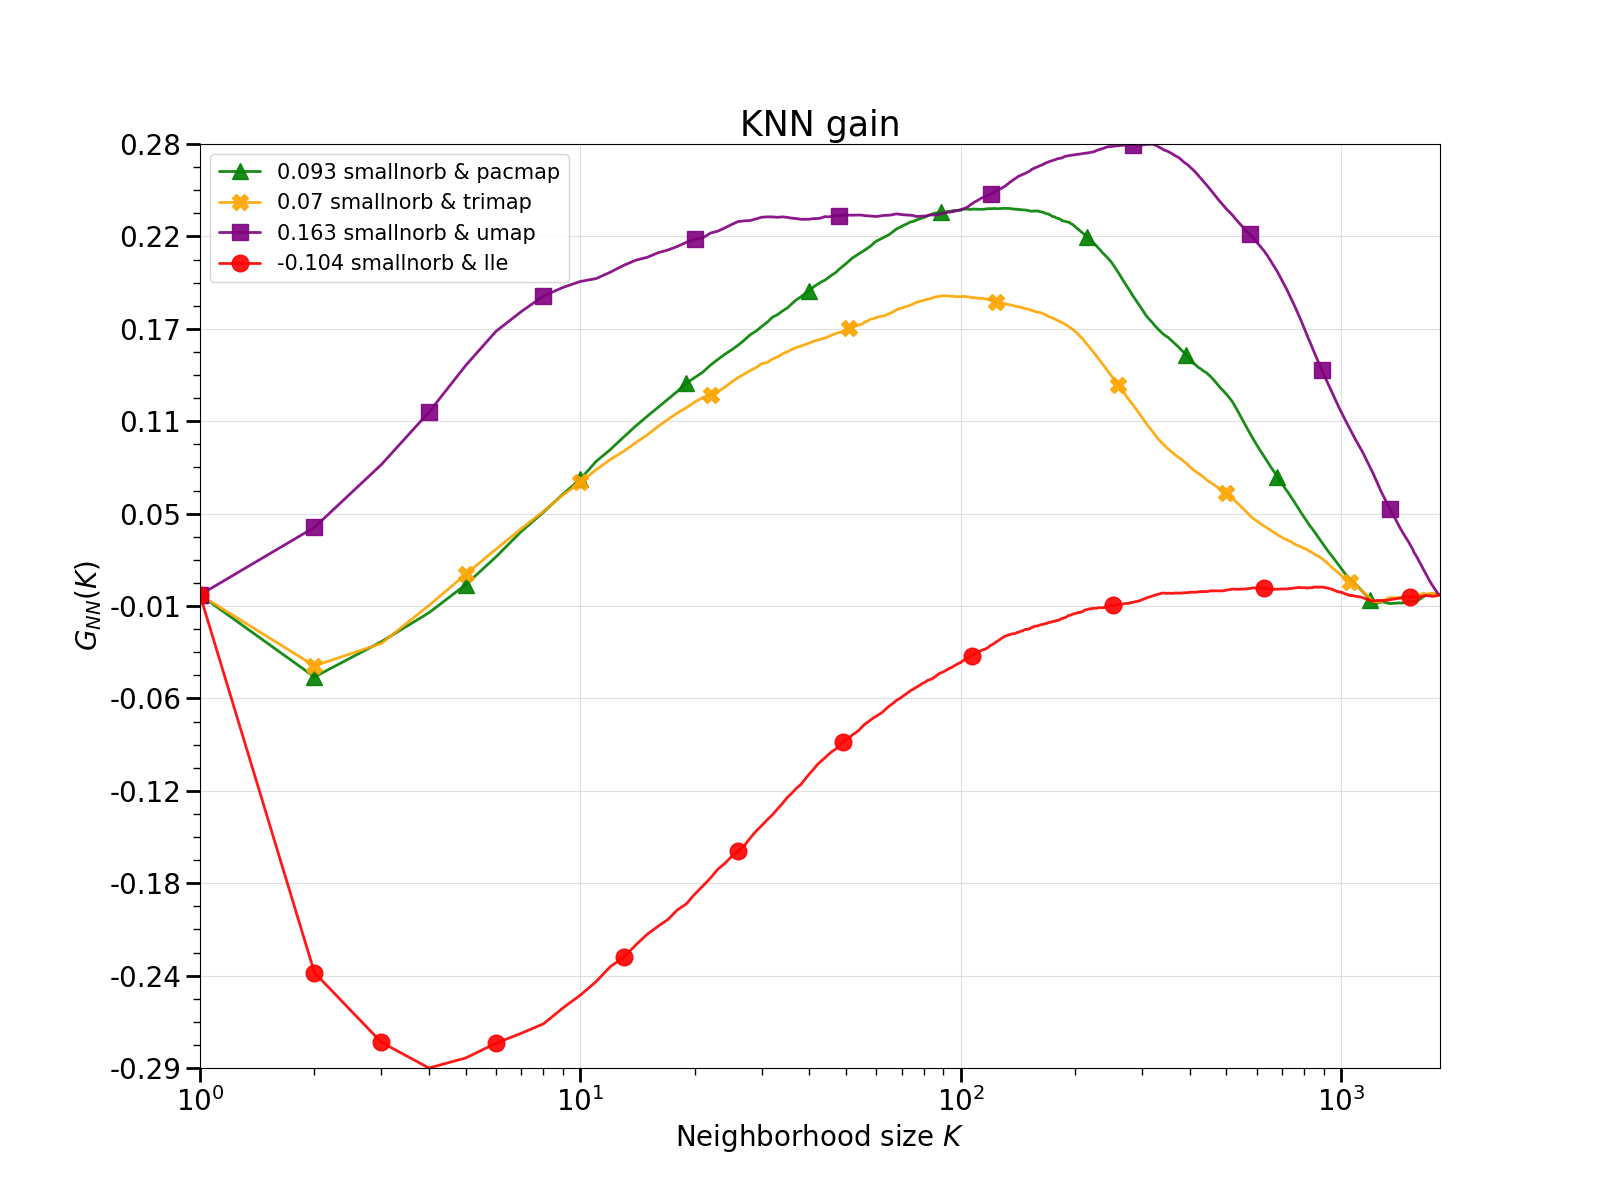 KNN gain
0.28
0.22
0.17
0.11
0.05
-0.01
-0.06
-0.12
-0.18
-0.24
-0.29
G_NN(K)
0.093 smallnorb & pacmap
0.07 smallnorb & trimap
0.163 smallnorb & umap
-0.104 smallnorb & lle
10⁰ 10¹ 10² 10³
Neighborhood size K